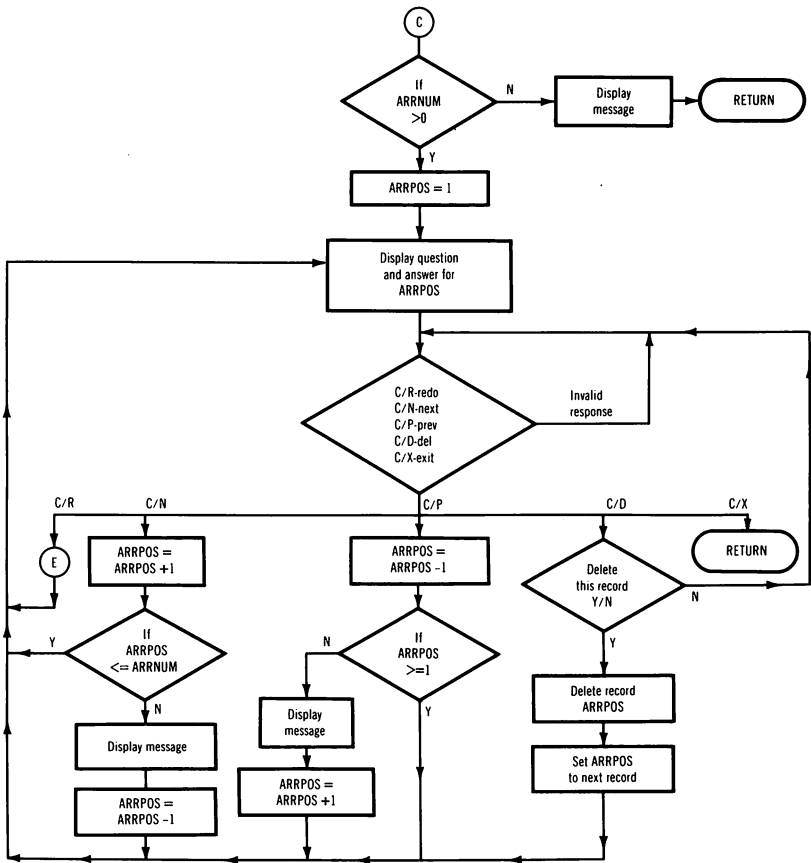 C
If
ARRNUM
>0
N
Display
message
RETURN
Y
ARRPOS = 1
Display question
and answer for
ARRPOS
C/R-redo
C/N-next
C/P-prev
C/D-del
C/X-exit
Invalid
response
C/R
C/N
C/P
C/D
C/X
E
ARRPOS =
ARRPOS +1
ARRPOS =
ARRPOS -1
Delete
this record
Y/N
N
RETURN
Y
If
ARRPOS
<= ARRNUM
N
If
ARRPOS
>=1
Y
N
Y
Display message
ARRPOS =
ARRPOS -1
Display
message
ARRPOS =
ARRPOS +1
Delete record
ARRPOS
Set ARRPOS
to next record